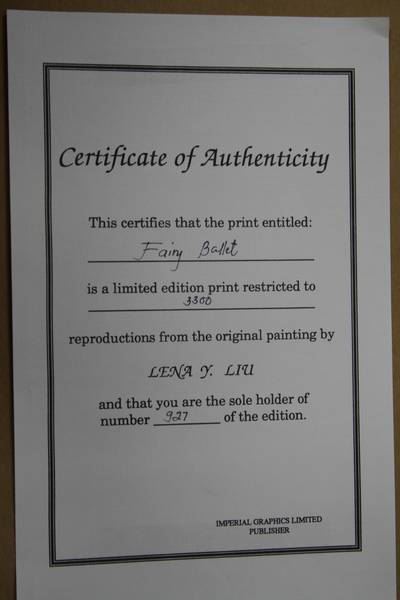 Certificate of Authenticity
This certifies that the print entitled:
Fairy Ballet
is a limited edition print restricted to
3300
reproductions from the original painting by
LENA Y. LIU
and that you are the sole holder of
number 927 of the edition.
IMPERIAL GRAPHICS LIMITED
PUBLISHER